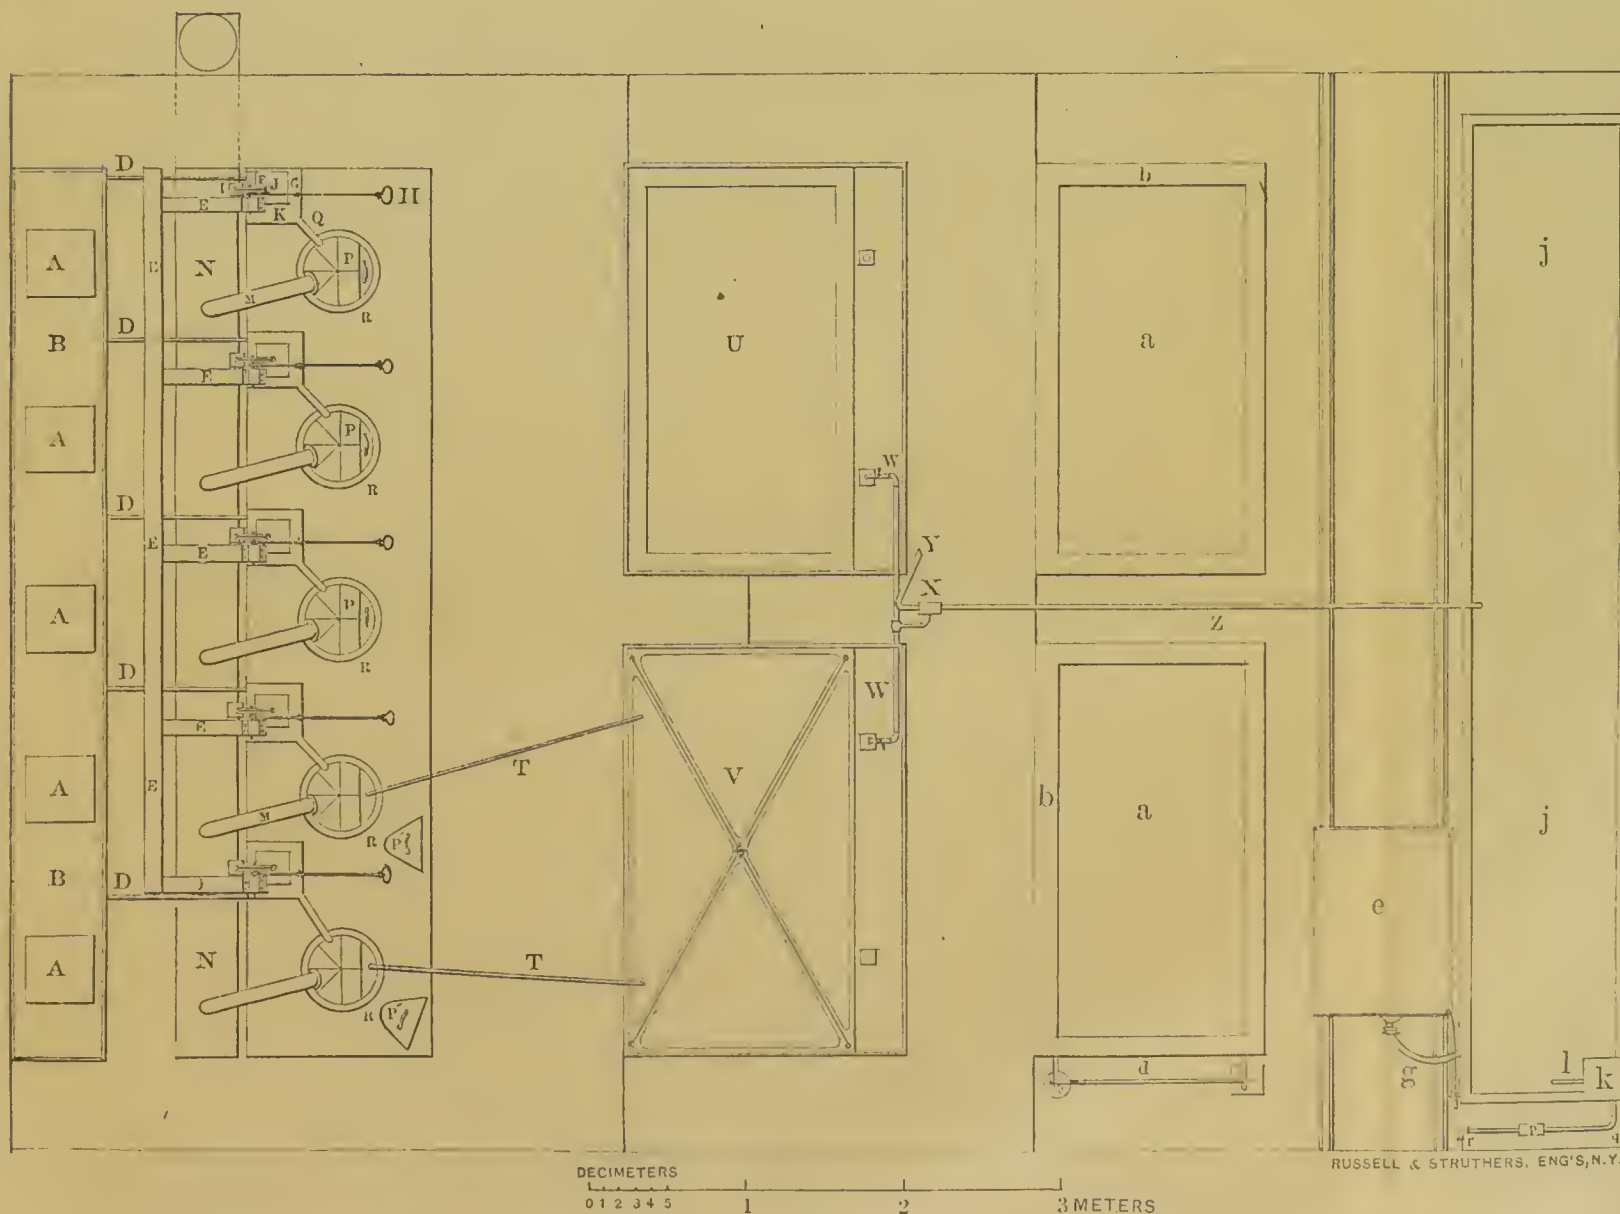 D
F
J
G
H
E
K
Q
A
E
N
P
M
R
B
D
E
P
A
R
D
E
E
P
A
R
D
E
E
A
M
R
P'
T
B
D
A
N
R
P'
T
U
W
Y
X
Z
W
V
b
a
b
a
d
j
j
e
g
l
k
r
p
q
RUSSELL & STRUTHERS, ENG'S, N.Y.
DECIMETERS
0 1 2 3 4 5 1 2 3 METERS